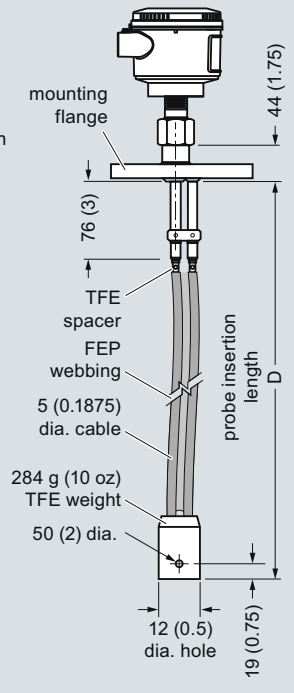 44 (1.75)
mounting
flange
n
76 (3)
TFE
spacer
FEP
webbing
5 (0.1875)
dia. cable
probe insertion
length
D
284 g (10 oz)
TFE weight
50 (2) dia.
12 (0.5)
dia. hole
19 (0.75)